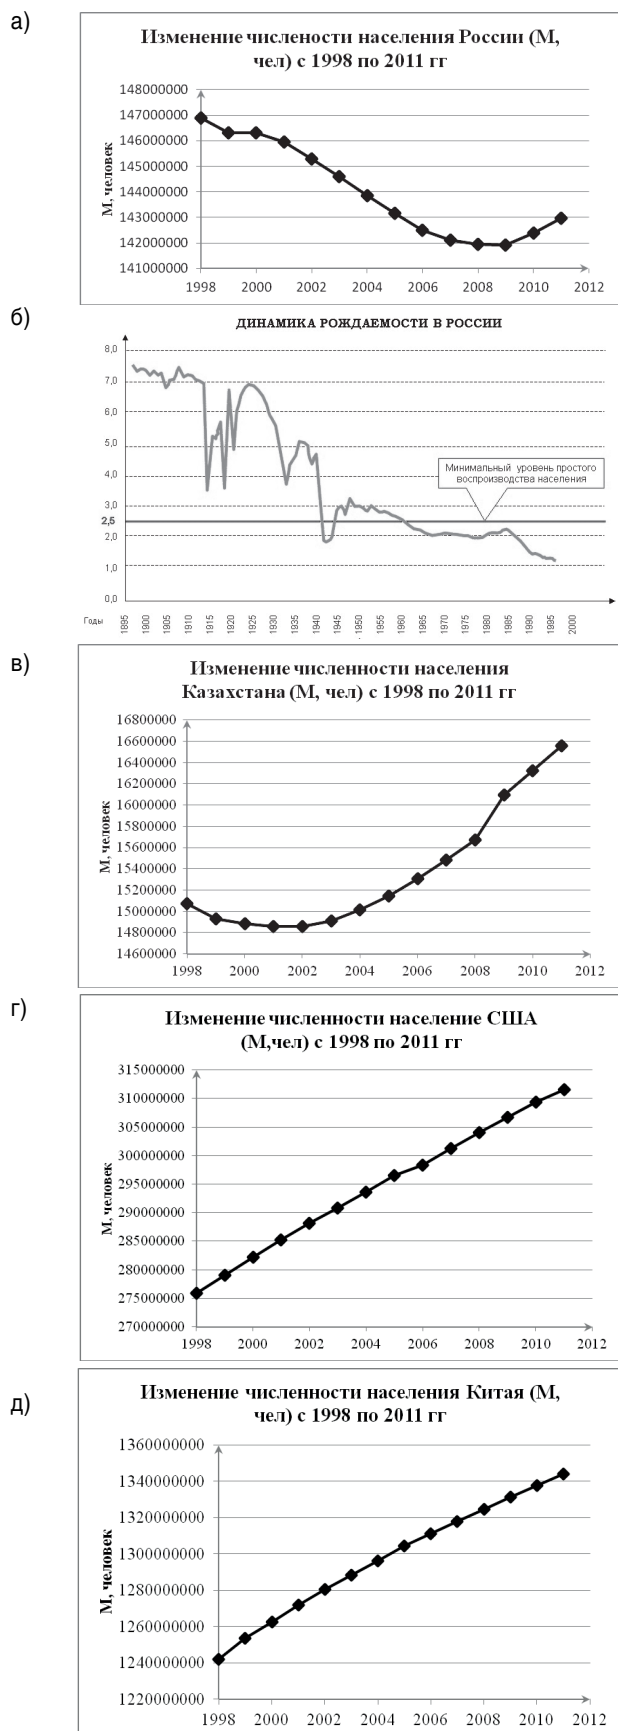 а)
Изменение числености населения России (М,
чел) с 1998 по 2011 гг
М, человек
148000000
147000000
146000000
145000000
144000000
143000000
142000000
141000000
1998 2000 2002 2004 2006 2008 2010 2012
б)
ДИНАМИКА РОЖДАЕМОСТИ В РОССИИ
8,0
7,0
6,0
5,0
4,0
3,0
2,5
2,0
1,0
0,0
Минимальный уровень простого
воспроизводства населения
Годы
1895 1900 1905 1910 1915 1920 1925 1930 1935 1940 1945 1950 1955 1960 1965 1970 1975 1980 1985 1990 1995 2000
в)
Изменение численности населения
Казахстана (М, чел) с 1998 по 2011 гг
М, человек
16800000
16600000
16400000
16200000
16000000
15800000
15600000
15400000
15200000
15000000
14800000
14600000
1998 2000 2002 2004 2006 2008 2010 2012
г)
Изменение численности население США
(М,чел) с 1998 по 2011 гг
М, человек
315000000
310000000
305000000
300000000
295000000
290000000
285000000
280000000
275000000
270000000
1998 2000 2002 2004 2006 2008 2010 2012
д)
Изменение численности населения Китая (М,
чел) с 1998 по 2011 гг
М, человек
1360000000
1340000000
1320000000
1300000000
1280000000
1260000000
1240000000
1220000000
1998 2000 2002 2004 2006 2008 2010 2012